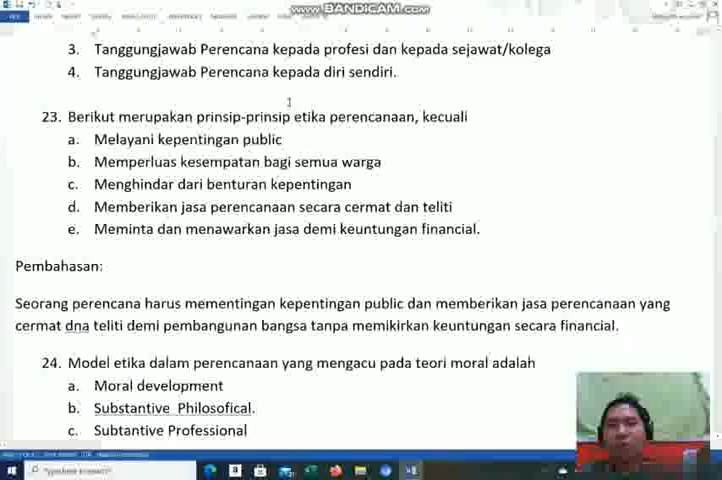 www.BANDICAM.com
3. Tanggungjawab Perencana kepada profesi dan kepada sejawat/kolega
4. Tanggungjawab Perencana kepada diri sendiri.
23. Berikut merupakan prinsip-prinsip etika perencanaan, kecuali
a. Melayani kepentingan public
b. Memperluas kesempatan bagi semua warga
c. Menghindar dari benturan kepentingan
d. Memberikan jasa perencanaan secara cermat dan teliti
e. Meminta dan menawarkan jasa demi keuntungan financial.
Pembahasan:
Seorang perencana harus mementingan kepentingan public dan memberikan jasa perencanaan yang
cermat dna teliti demi pembangunan bangsa tanpa memikirkan keuntungan secara financial.
24. Model etika dalam perencanaan yang mengacu pada teori moral adalah
a. Moral development
b. Substantive Philosofical.
c. Subtantive Professional